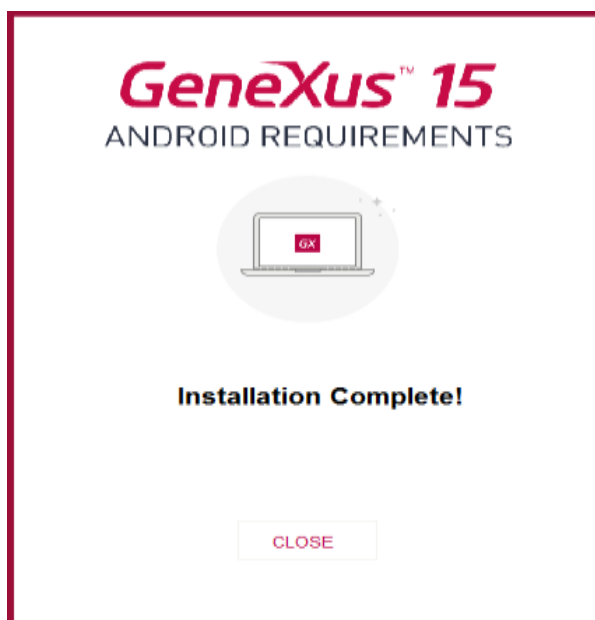 GeneXus™ 15
ANDROID REQUIREMENTS
GX
Installation Complete!
CLOSE